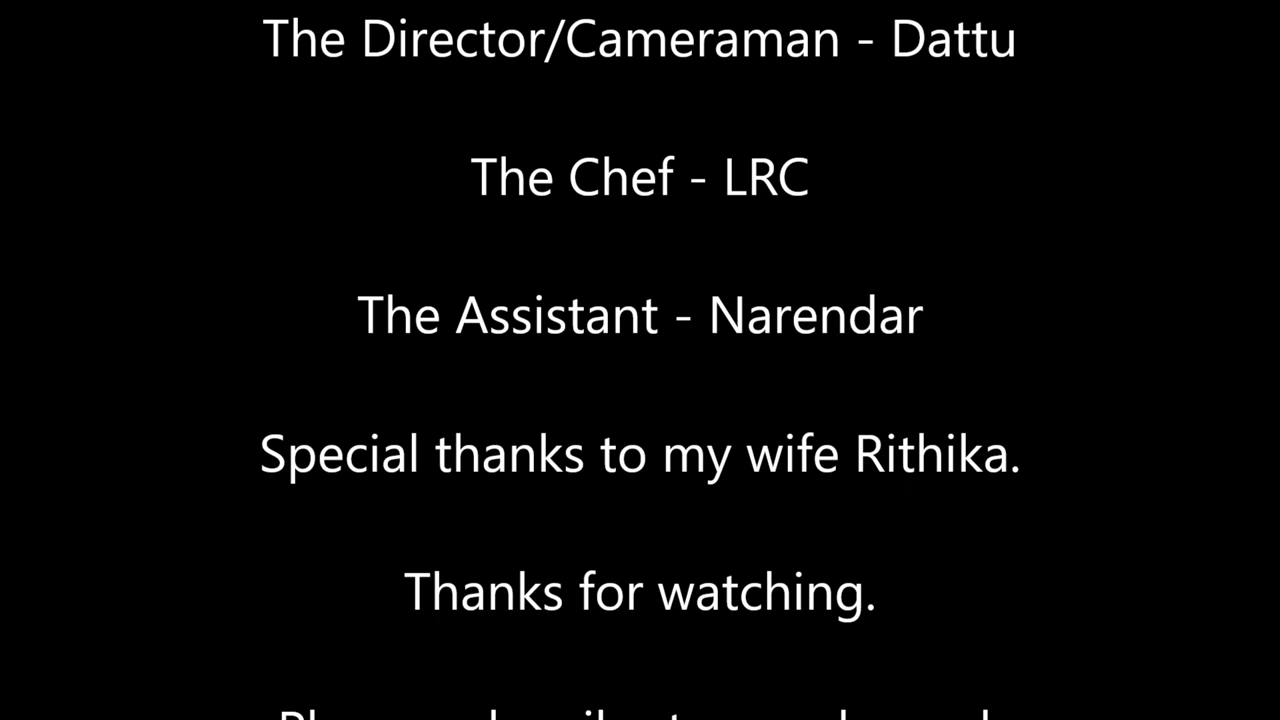 The Director/Cameraman - Dattu
The Chef - LRC
The Assistant - Narendar
Special thanks to my wife Rithika.
Thanks for watching.